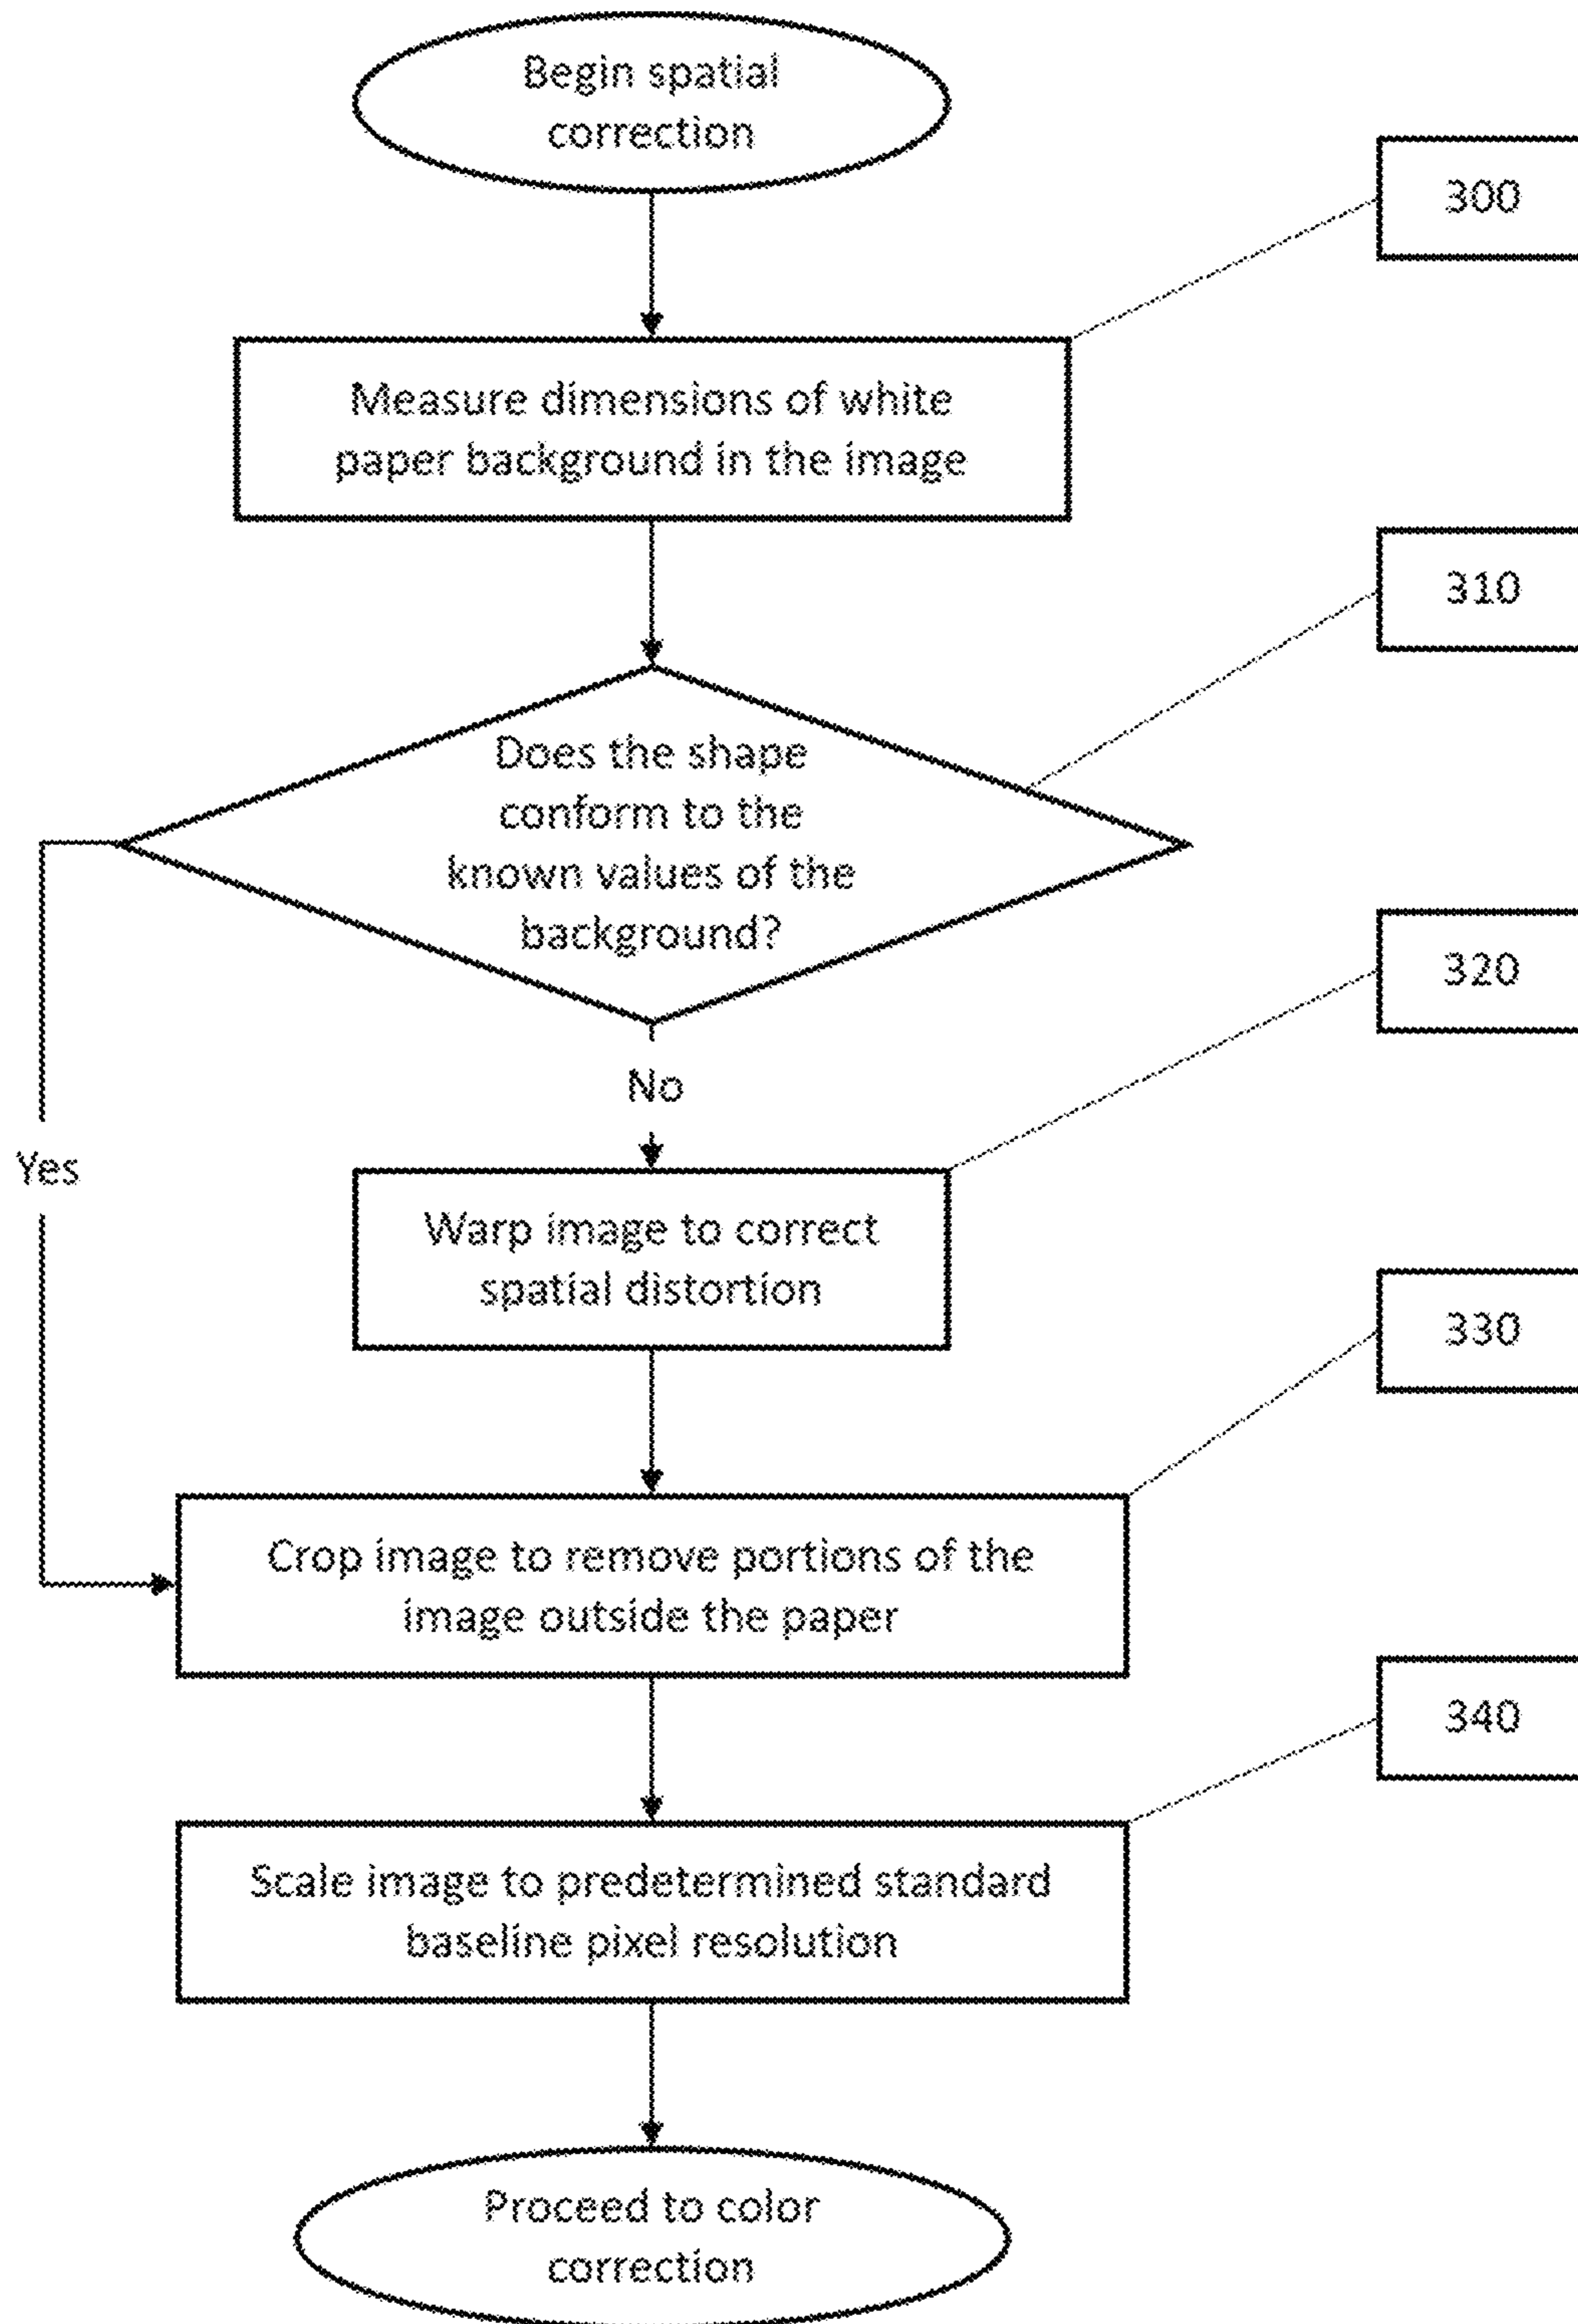 Begin spatial
correction
300
Measure dimensions of white
paper background in the image
310
Does the shape
conform to the
known values of the
background?
320
No
Yes
Warp image to correct
spatial distortion
330
Crop image to remove portions of the
image outside the paper
340
Scale image to predetermined standard
baseline pixel resolution
Proceed to color
correction